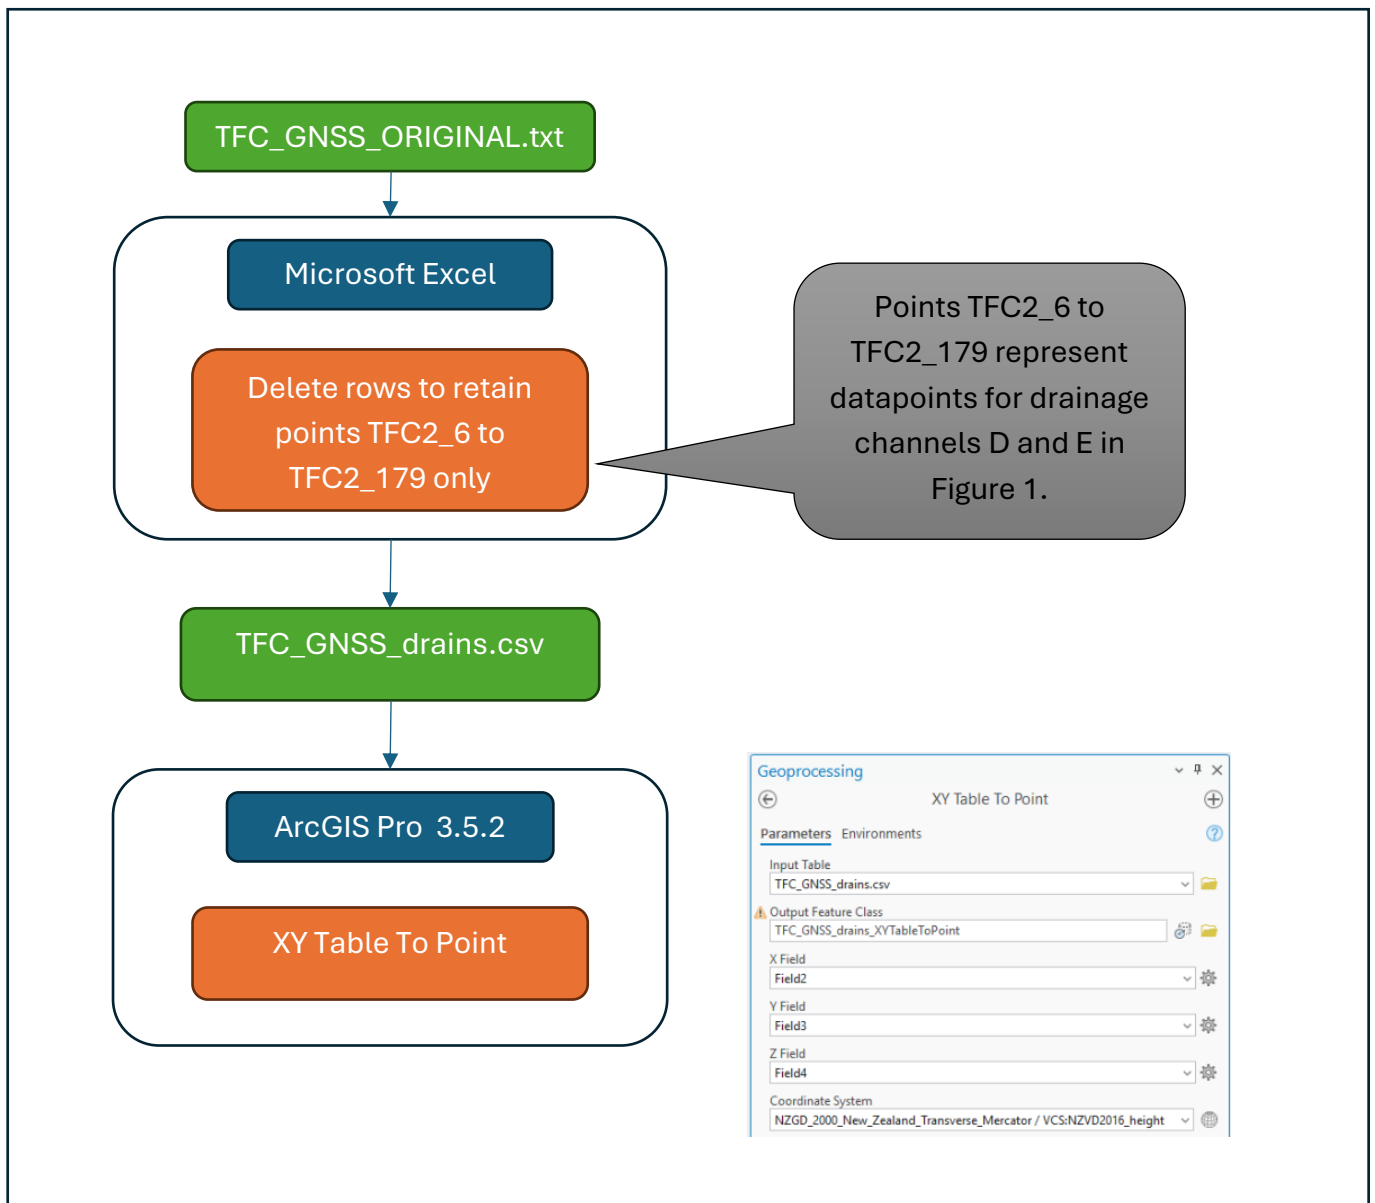 TFC_GNSS_ORIGINAL.txt
Microsoft Excel
Delete rows to retain
points TFC2_6 to
TFC2_179 only
Points TFC2_6 to
TFC2_179 represent
datapoints for drainage
channels D and E in
Figure 1.
TFC_GNSS_drains.csv
ArcGIS Pro  3.5.2
XY Table To Point
Geoprocessing
XY Table To Point
Parameters Environments
Input Table
TFC_GNSS_drains.csv
Output Feature Class
TFC_GNSS_drains_XYTableToPoint
X Field
Field2
Y Field
Field3
Z Field
Field4
Coordinate System
NZGD_2000_New_Zealand_Transverse_Mercator / VCS:NZVD2016_height